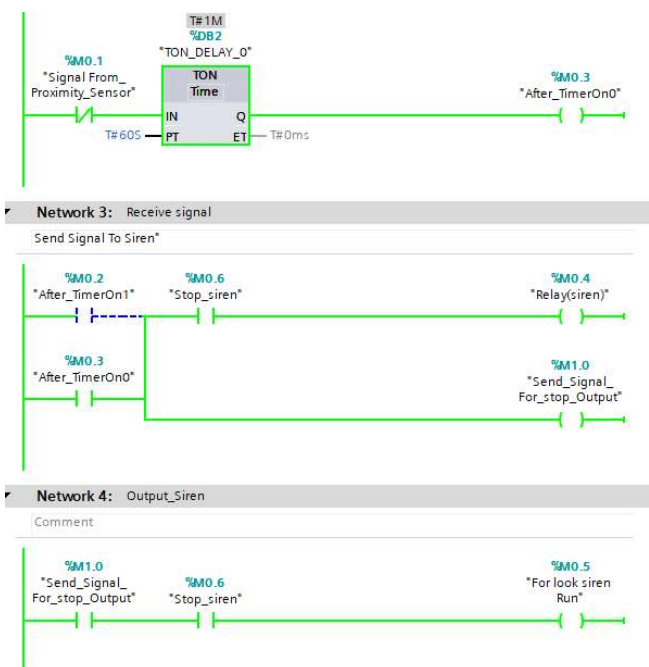 T#1M
%DB2
"TON_DELAY_0"
%M0.1
"Signal From_
Proximity_Sensor"
TON
Time
%M0.3
"After_TimerOn0"
IN Q
T#60S PT ET T#0ms
Network 3: Receive signal
Send Signal To Siren"
%M0.2
"After_TimerOn1"
%M0.6
"Stop_siren"
%M0.4
"Relay(siren)"
%M0.3
"After_TimerOn0"
%M1.0
"Send_Signal_
For_stop_Output"
Network 4: Output_Siren
Comment
%M1.0
"Send_Signal_
For_stop_Output"
%M0.6
"Stop_siren"
%M0.5
"For look siren
Run"